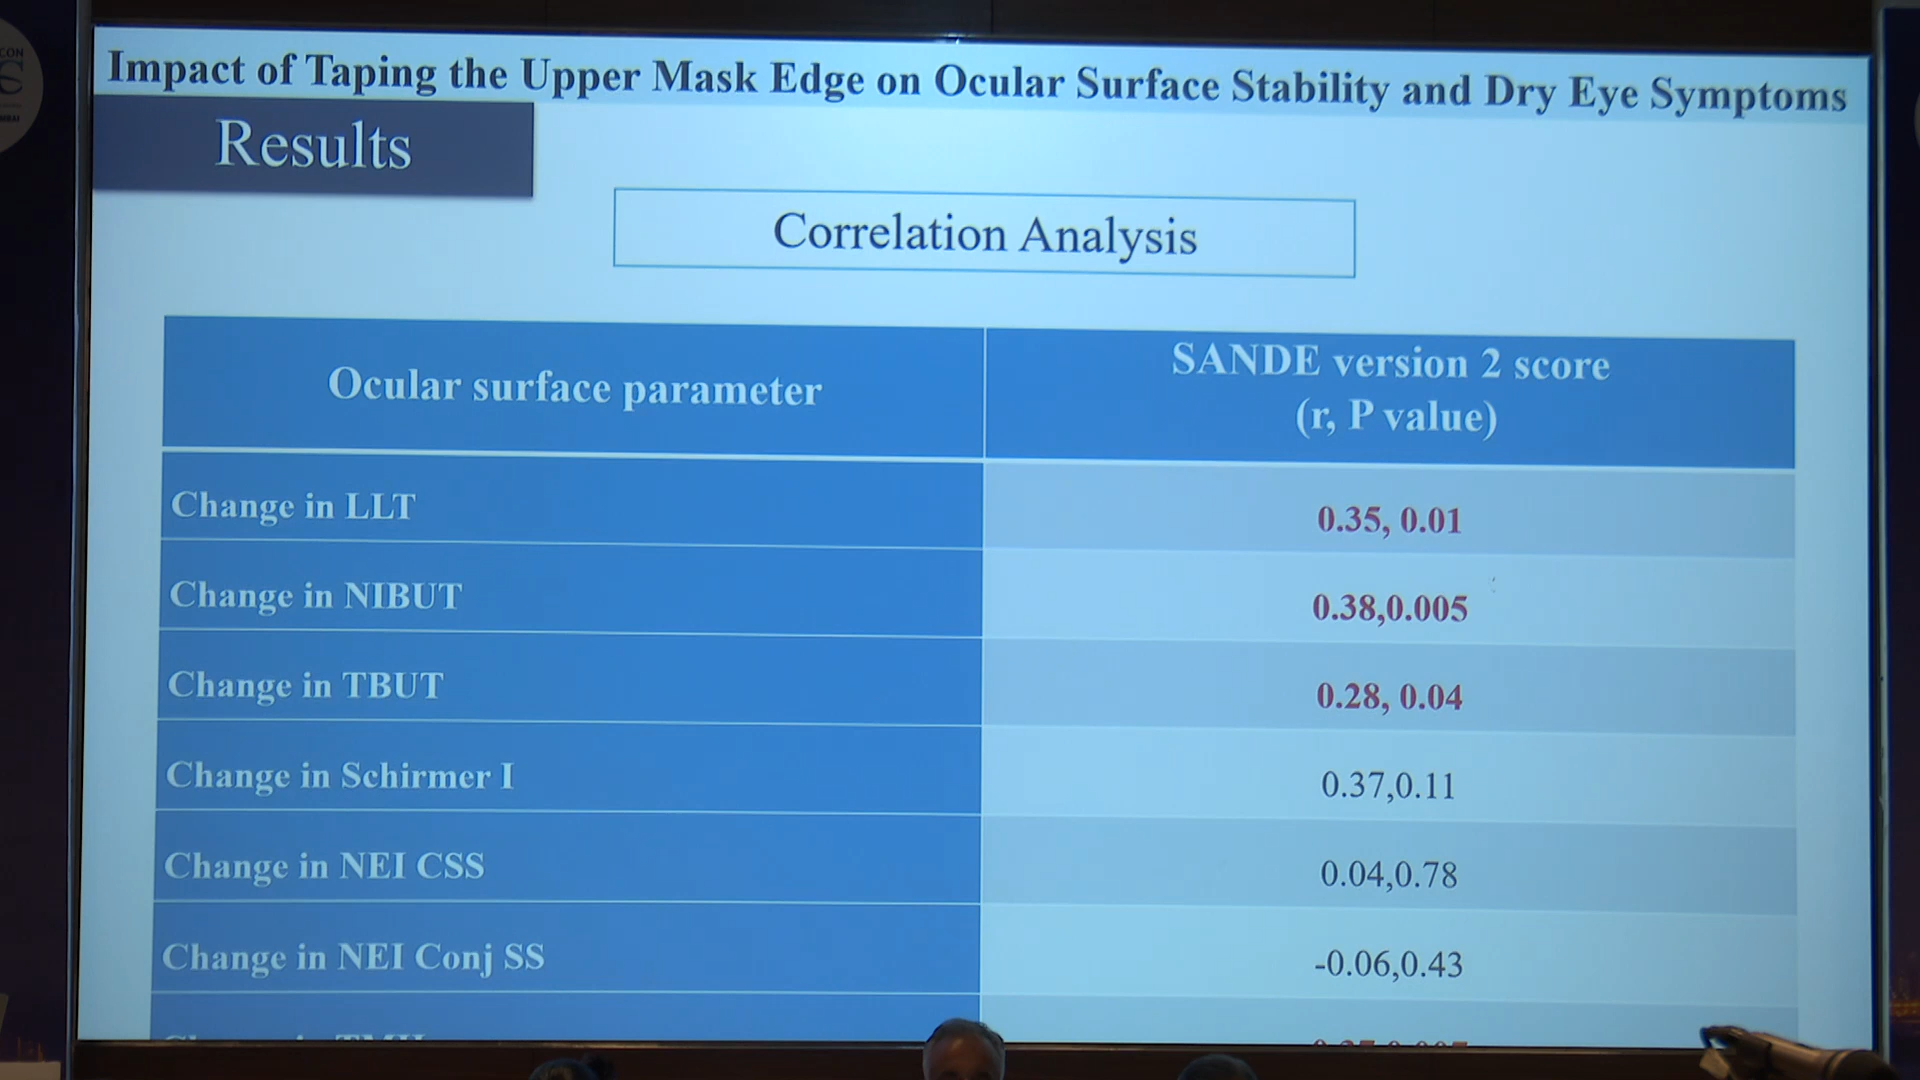 Impact of Taping the Upper Mask Edge on Ocular Surface Stability and Dry Eye Symptoms
Results
Correlation Analysis
Ocular surface parameter
SANDE version 2 score
(r, P value)
Change in LLT
0.35, 0.01
Change in NIBUT
0.38,0.005
Change in TBUT
0.28, 0.04
Change in Schirmer I
0.37,0.11
Change in NEI CSS
0.04,0.78
Change in NEI Conj SS
-0.06,0.43
CON